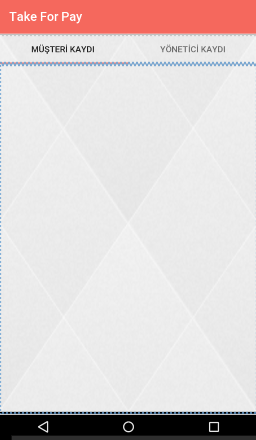 Take For Pay
MÜŞTERİ KAYDI
YÖNETİCİ KAYDI